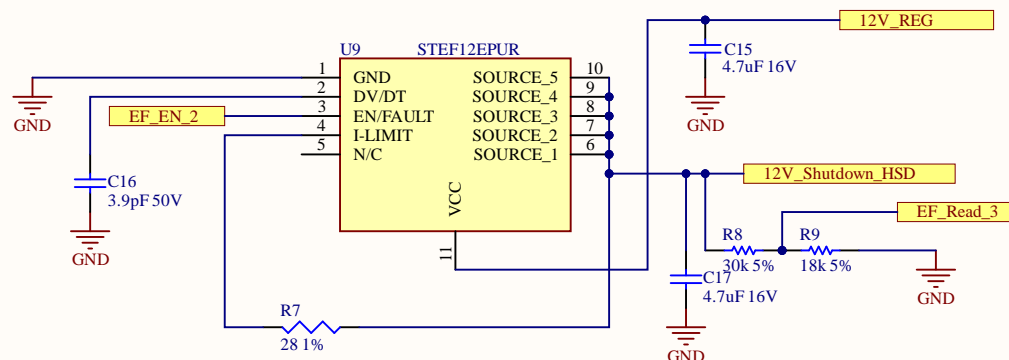 12V_REG
U9
STEF12EPUR
C15
4.7uF 16V
GND
1
GND
SOURCE_5
10
GND
2
DV/DT
SOURCE_4
9
EF_EN_2
3
EN/FAULT
SOURCE_3
8
4
I-LIMIT
SOURCE_2
7
5
N/C
SOURCE_1
6
VCC
11
C16
3.9pF 50V
GND
12V_Shutdown_HSD
EF_Read_3
R8
30k 5%
R9
18k 5%
GND
C17
4.7uF 16V
GND
R7
28 1%